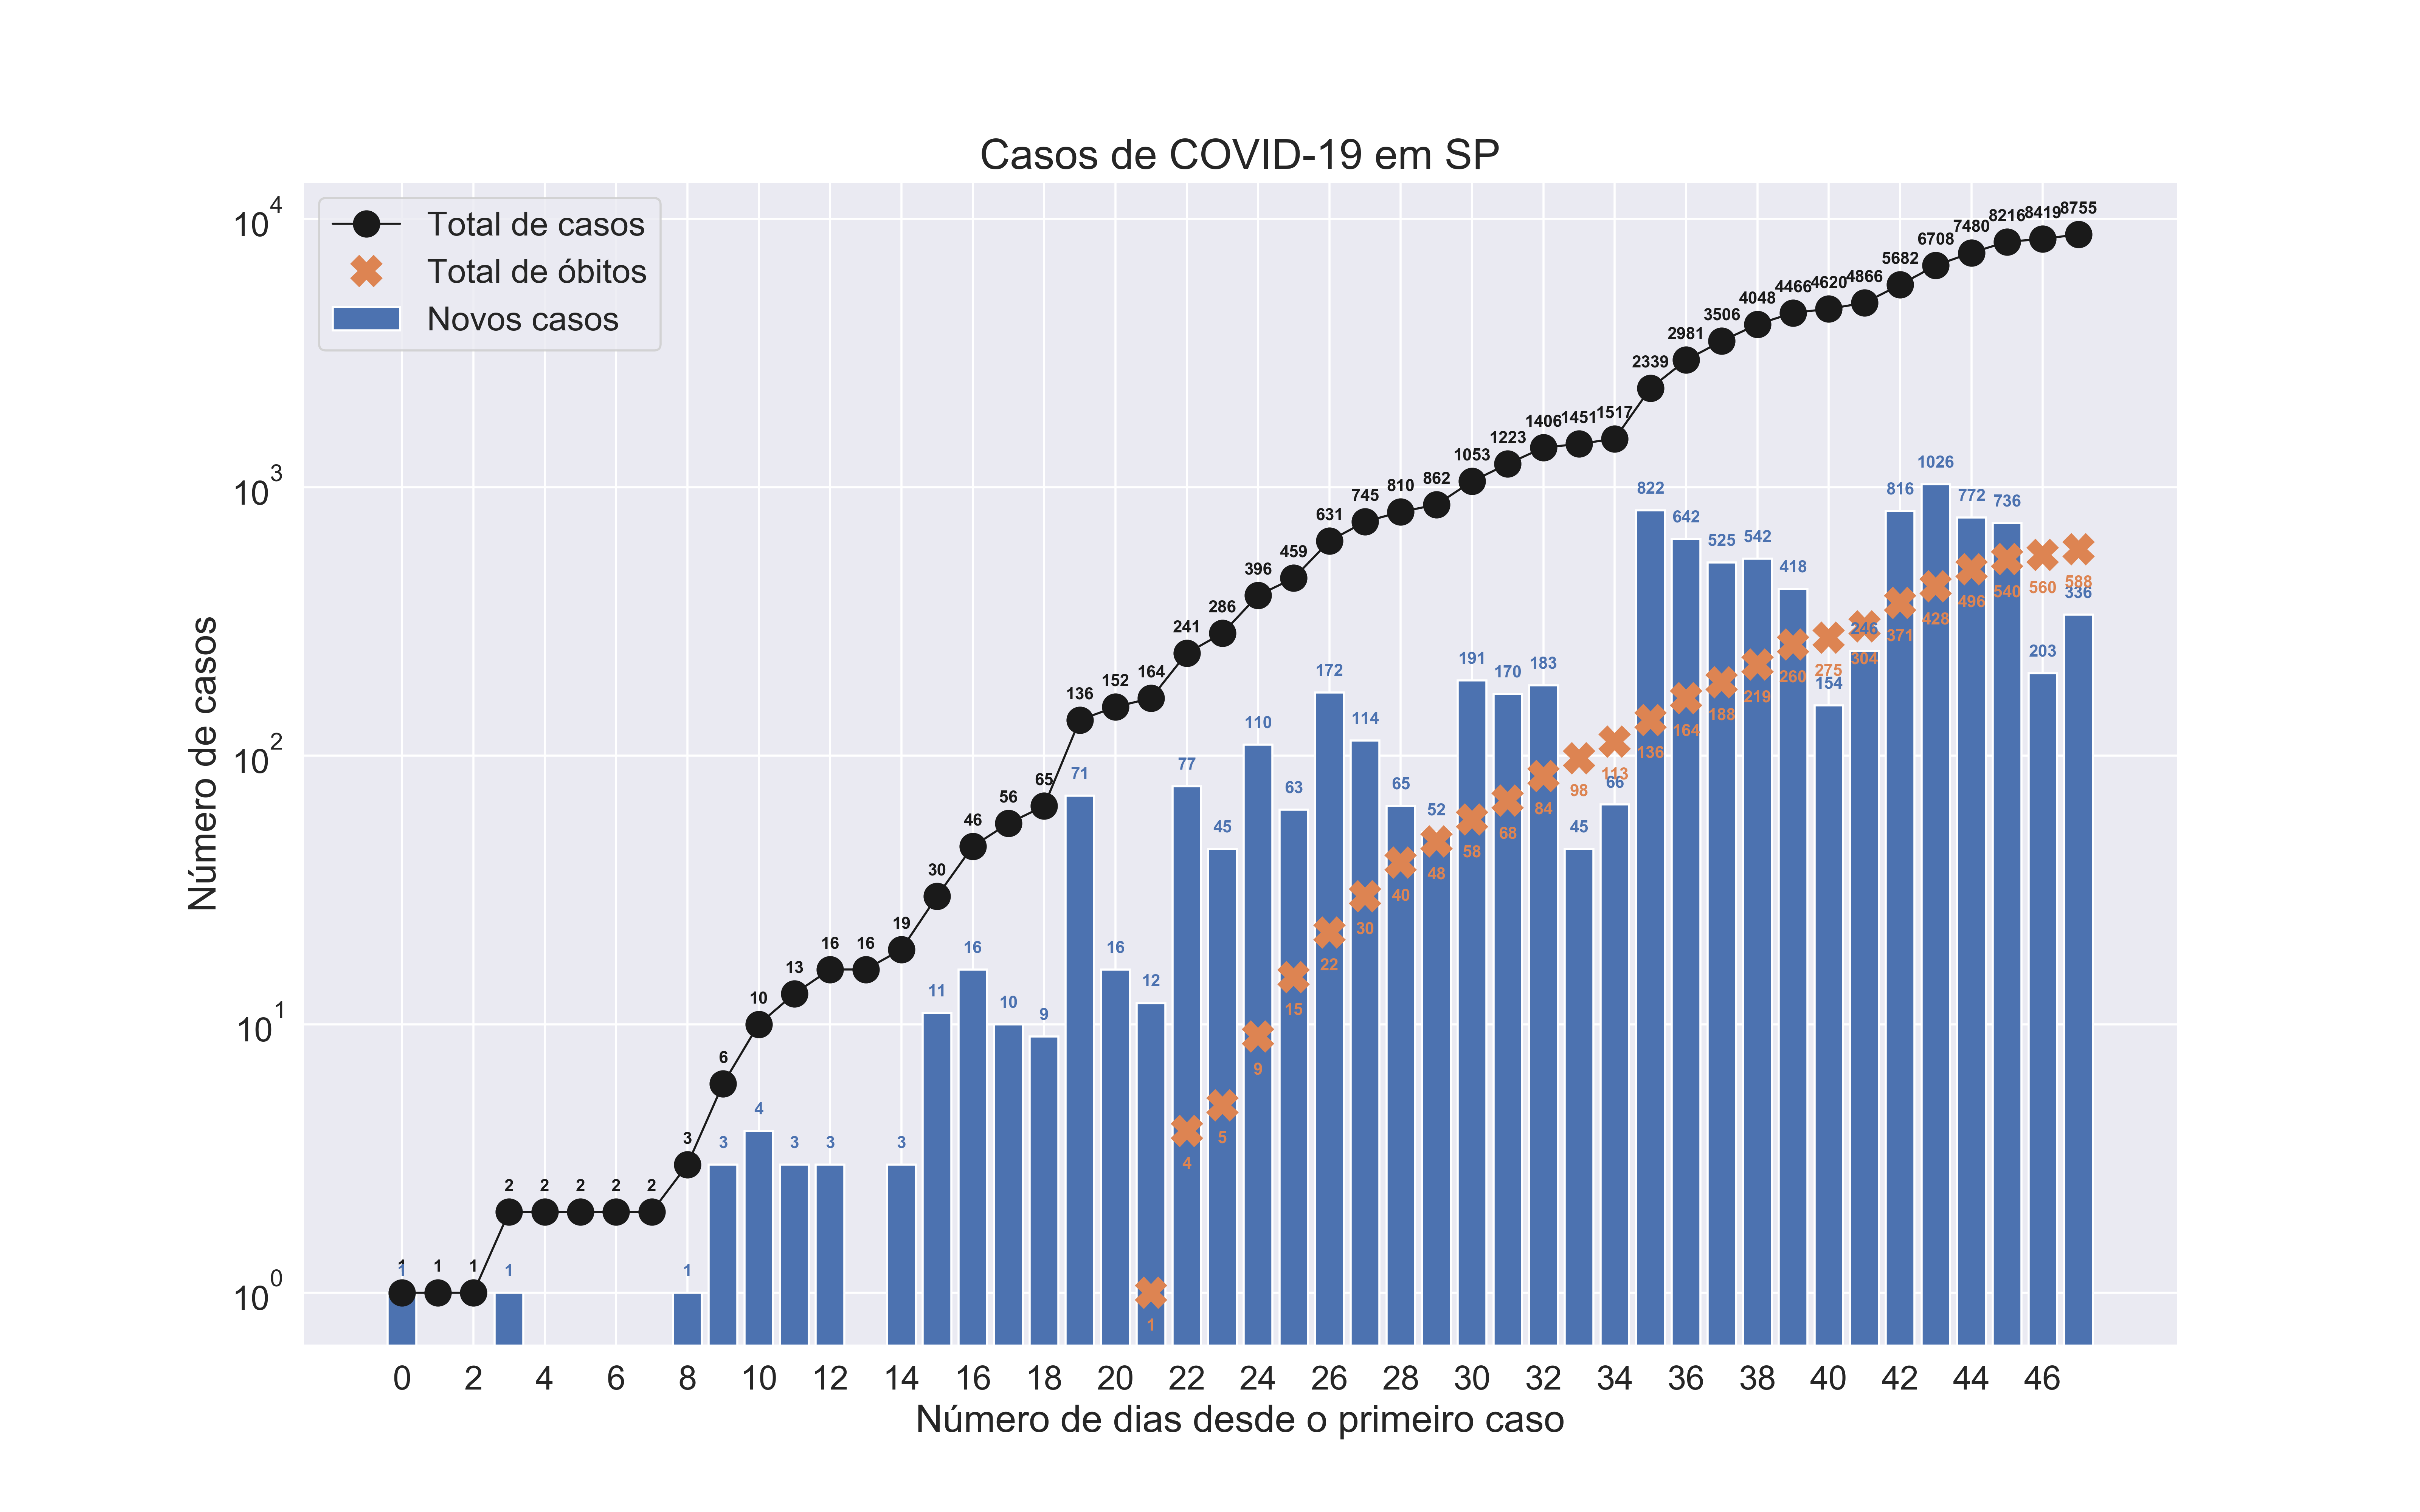 Casos de COVID-19 em SP
Total de casos
Total de óbitos
Novos casos
Número de casos
10^4
10^3
10^2
10^1
10^0
1 1 1 2 2 2 2 2 3 6 10 13 16 16 19 30 46 56 65 136 152 164 241 286 396 459 631 745 810 862 1053 1223 1406 1451 1517 2339 2981 3506 4048 4466 4620 4866 5682 6708 7480 8216 8419 8755
1 1 1 3 4 3 3 3 11 16 10 9 71 16 12 77 45 110 63 172 114 65 52 191 170 183 45 66 822 642 525 542 418 154 246 816 1026 772 736 203 336
1 4 5 9 15 22 30 40 48 58 68 84 98 113 136 164 188 219 260 275 304 371 428 496 540 560 588
0 2 4 6 8 10 12 14 16 18 20 22 24 26 28 30 32 34 36 38 40 42 44 46
Número de dias desde o primeiro caso